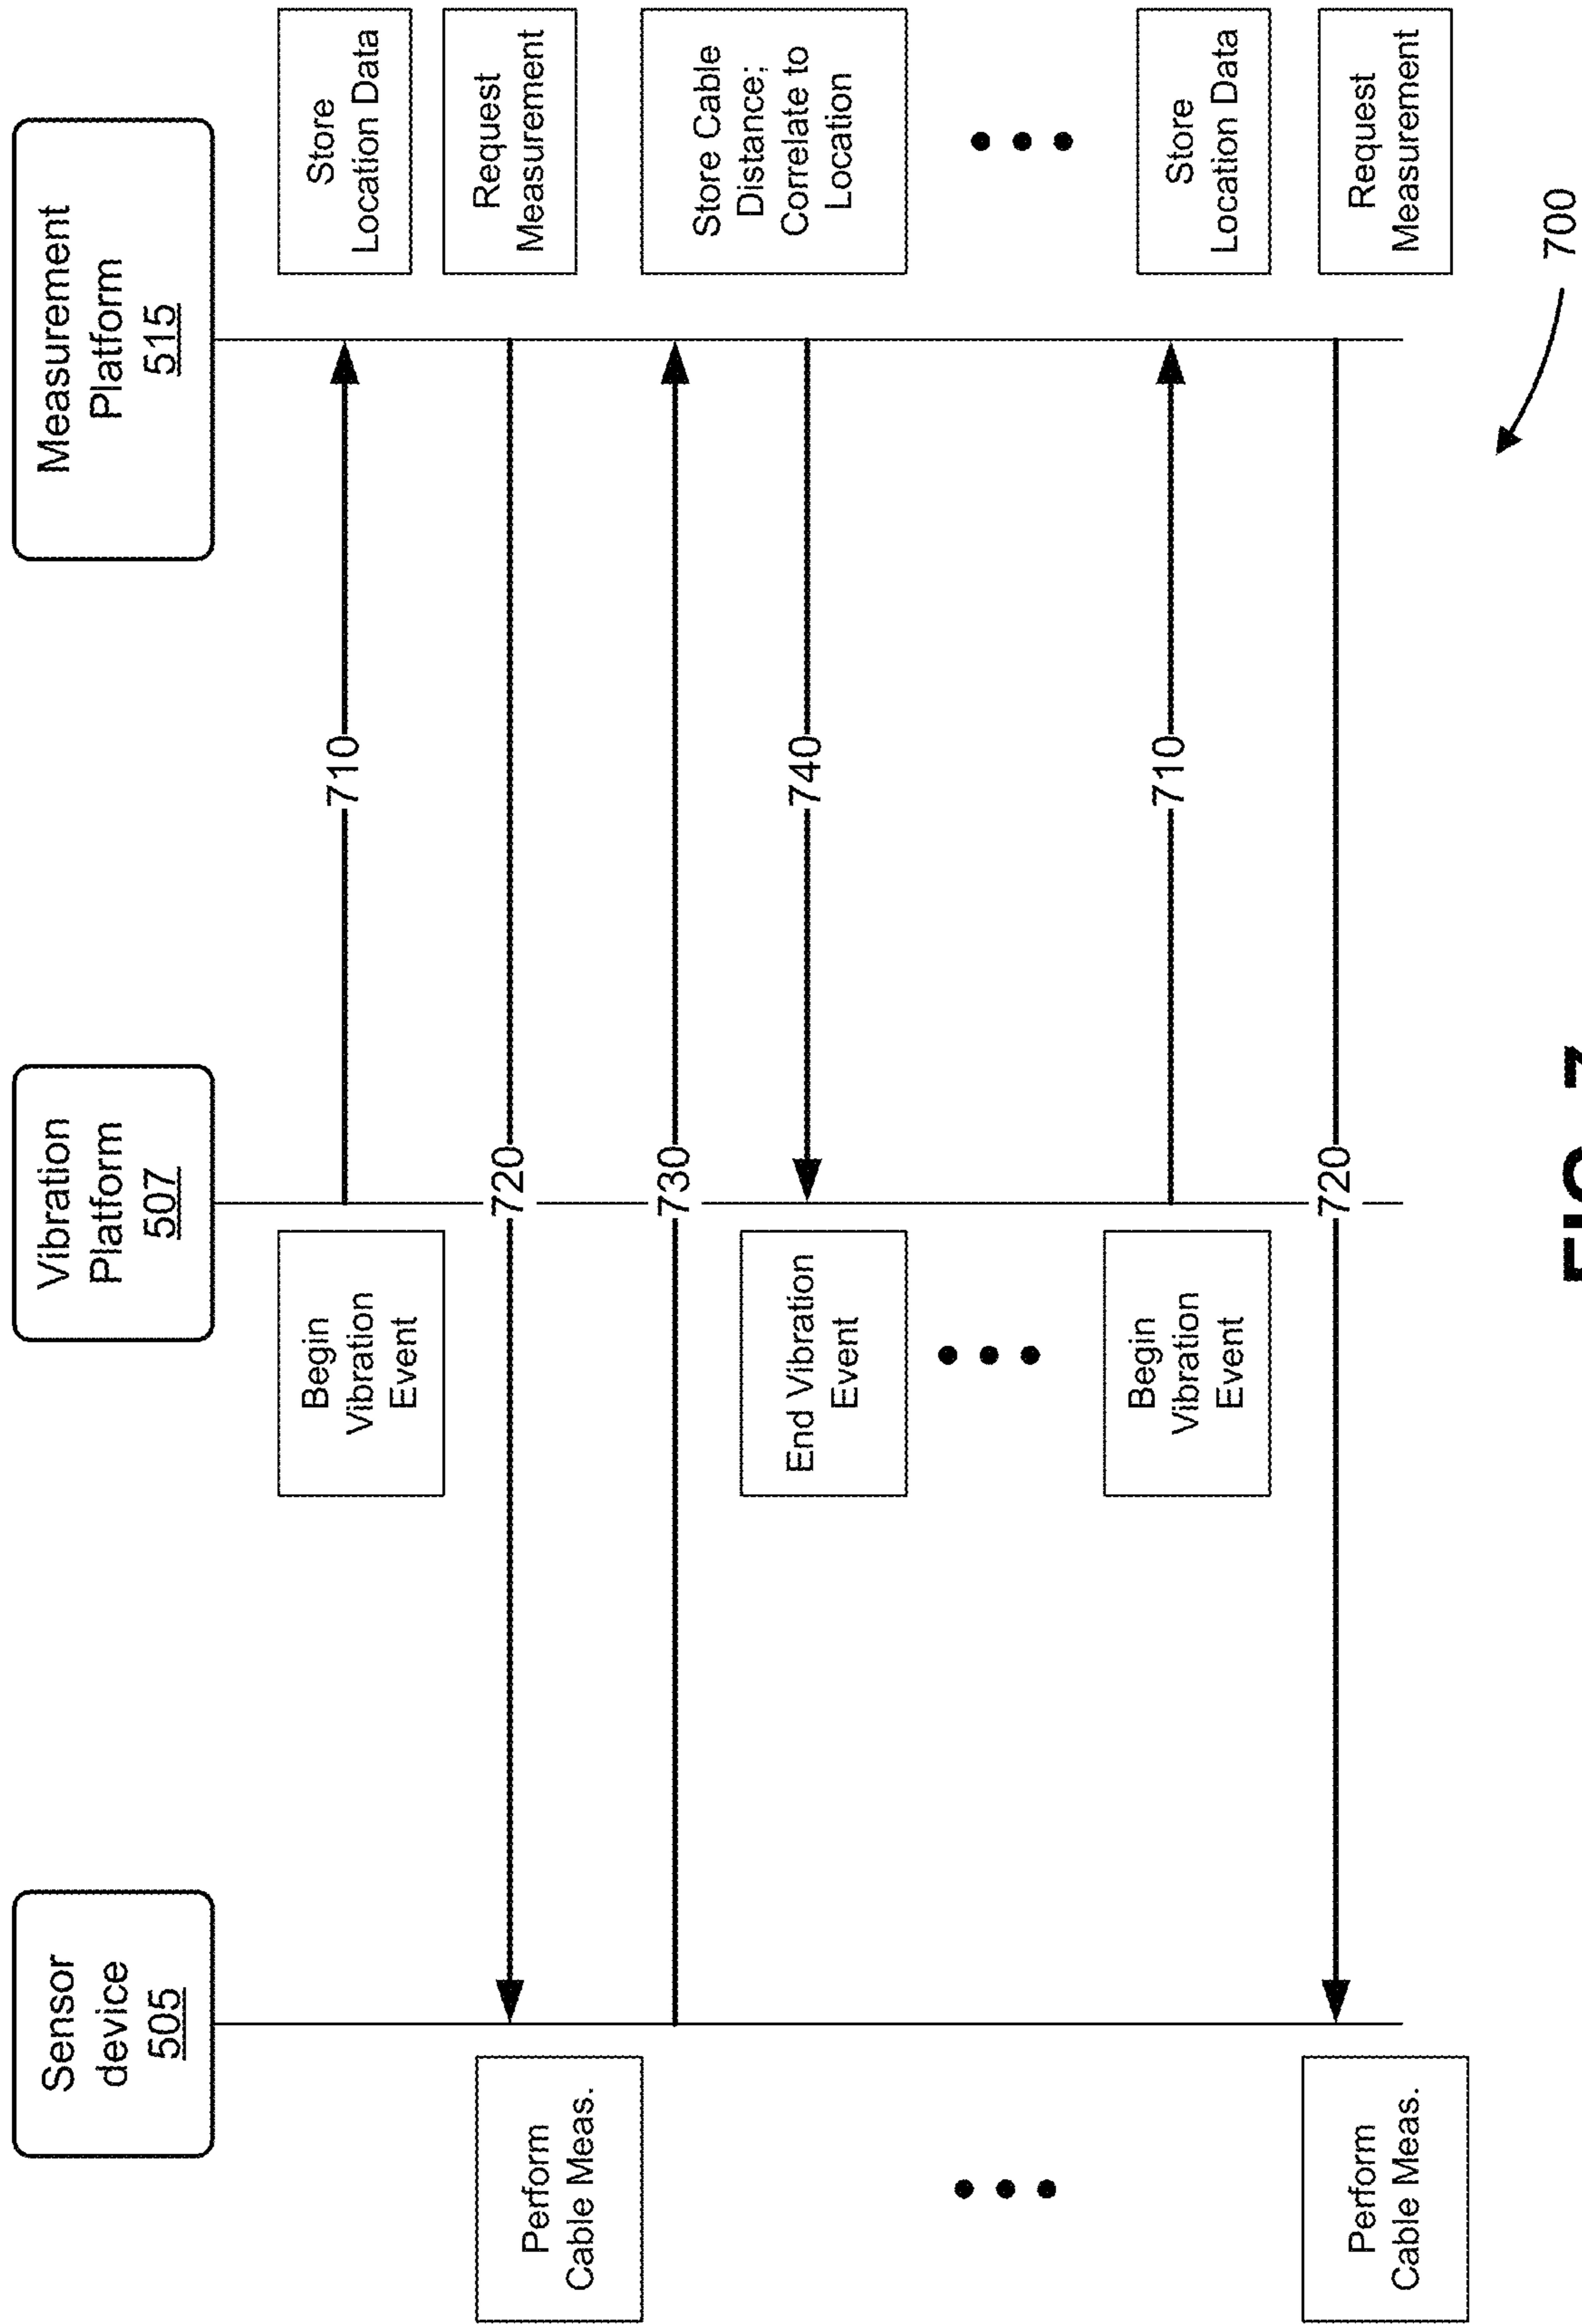 Sensor
device
505
Vibration
Platform
507
Measurement
Platform
515
Begin
Vibration
Event
710
Store
Location Data
Perform
Cable Meas.
720
Request
Measurement
730
Store Cable
Distance;
Correlate to
Location
End Vibration
Event
740
Begin
Vibration
Event
710
Store
Location Data
Perform
Cable Meas.
720
Request
Measurement
700